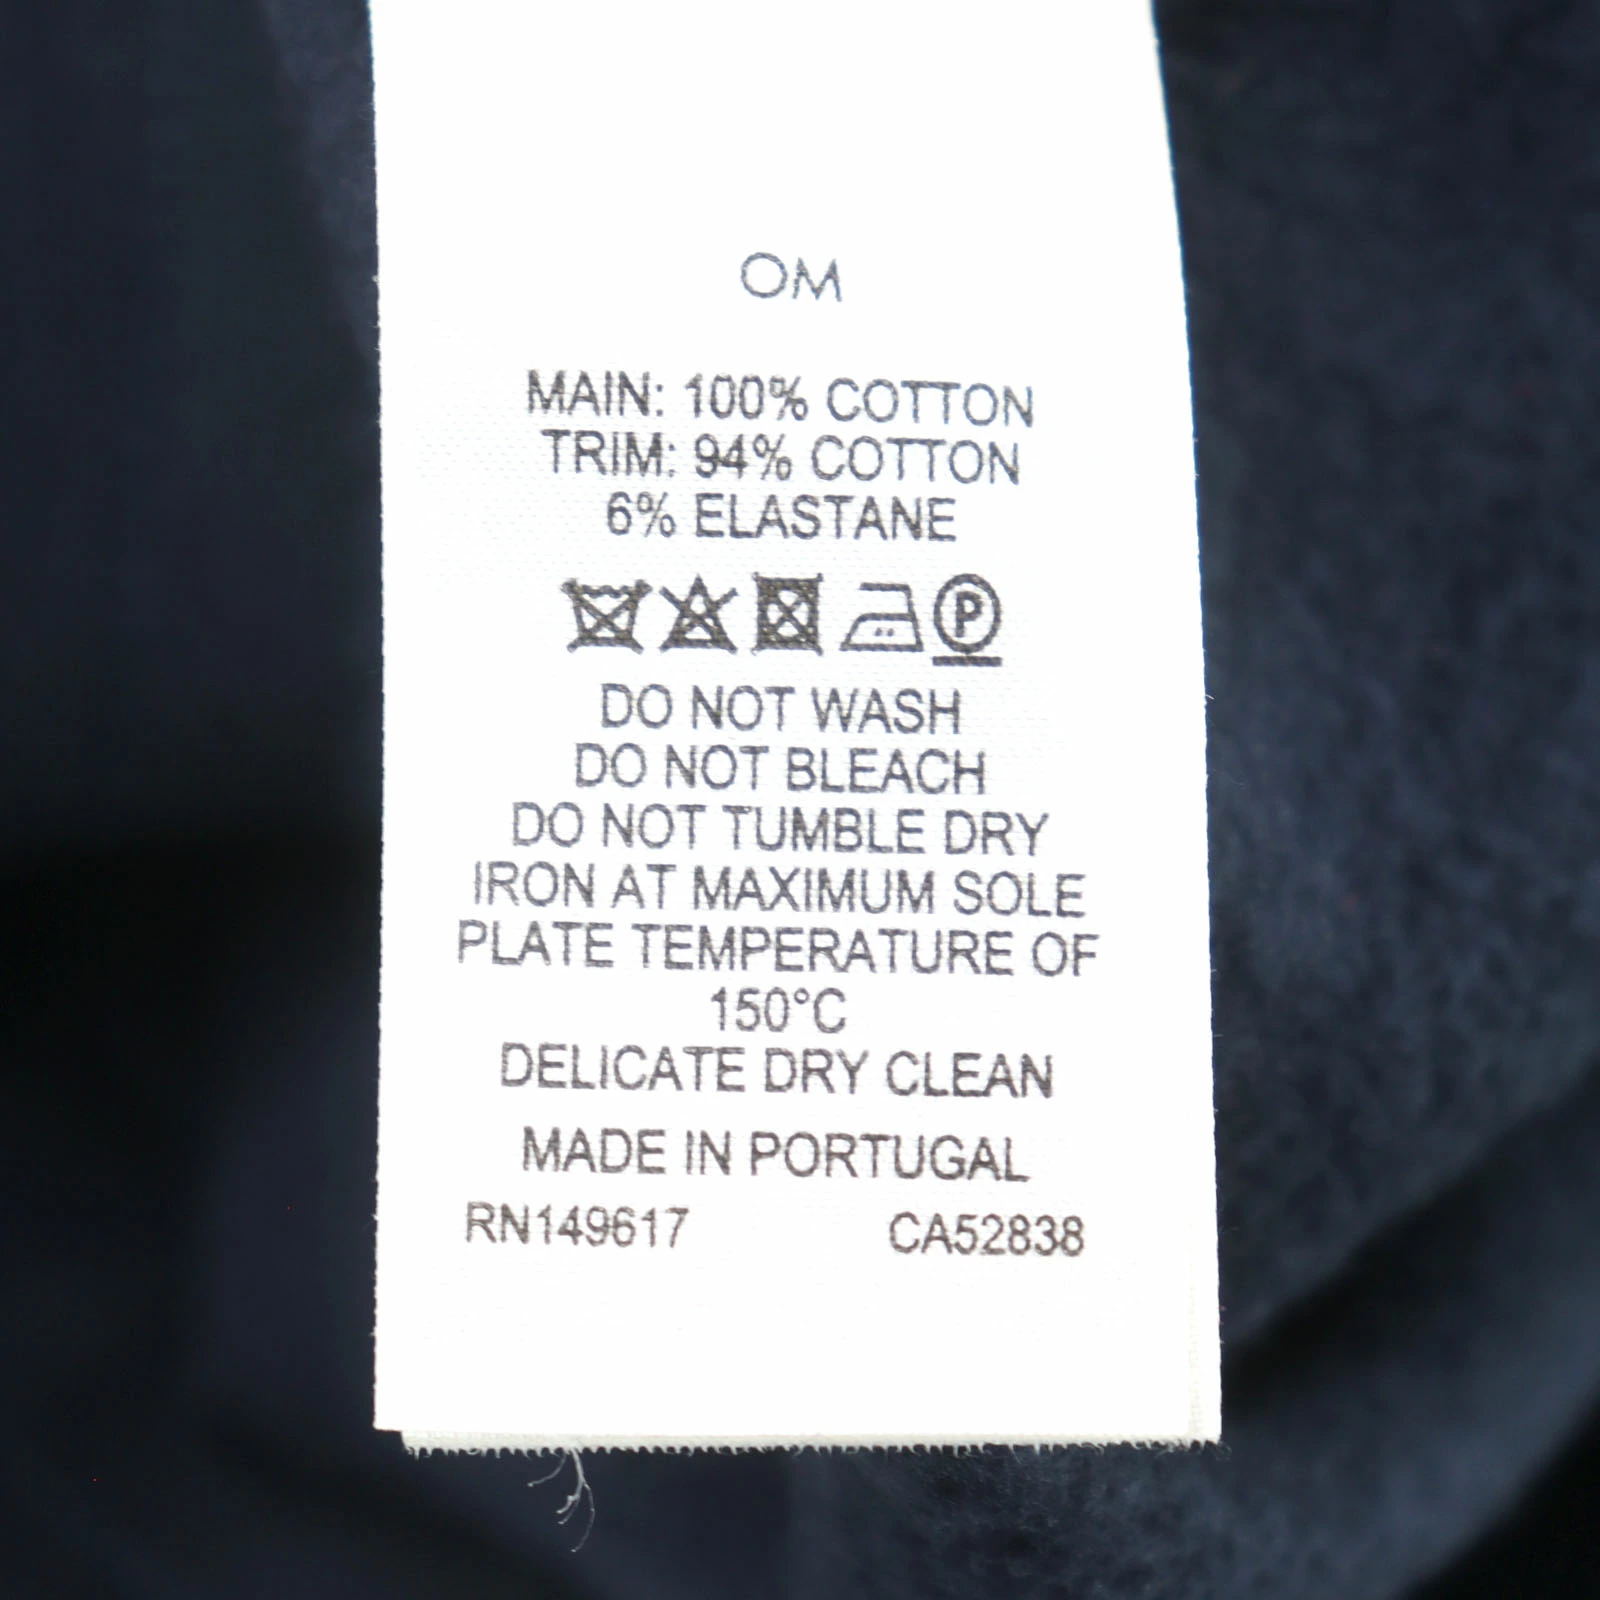 OM
MAIN: 100% COTTON
TRIM: 94% COTTON
6% ELASTANE
P
DO NOT WASH
DO NOT BLEACH
DO NOT TUMBLE DRY
IRON AT MAXIMUM SOLE
PLATE TEMPERATURE OF
150°C
DELICATE DRY CLEAN
MADE IN PORTUGAL
RN149617 CA52838